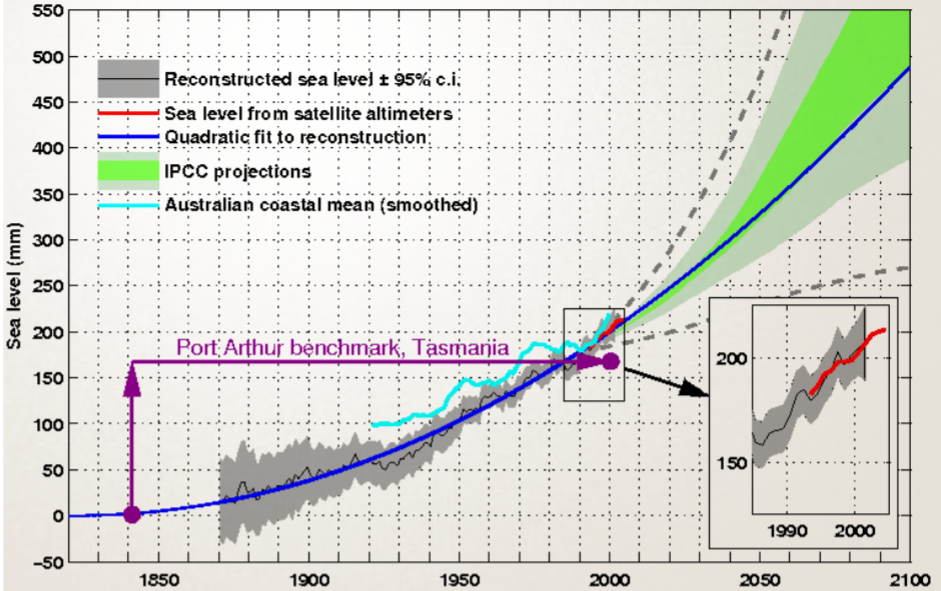 550
500
450
400
350
300
250
200
150
100
50
0
−50
Sea level (mm)
Reconstructed sea level ± 95% c.i.
Sea level from satellite altimeters
Quadratic fit to reconstruction
IPCC projections
Australian coastal mean (smoothed)
Port Arthur benchmark, Tasmania
200
150
1990 2000
1850 1900 1950 2000 2050 2100